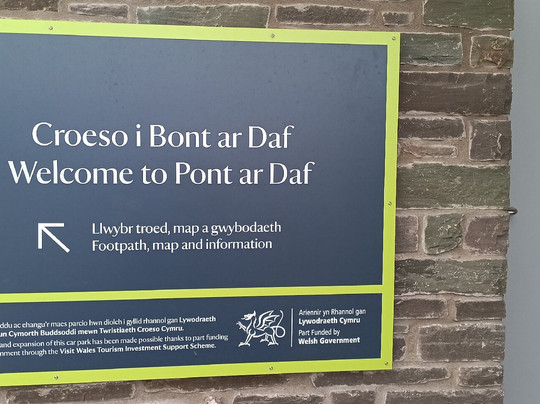 Croeso i Bont ar Daf
Welcome to Pont ar Daf
Llwybr troed, map a gwybodaeth
Footpath, map and information
ac ehangu'r maes parcio hwn diolch i gyllid rhannol gan Lywodraeth
Cymorth Buddsoddi mewn Twristiaeth Croeso Cymru.
and expansion of this car park has been made possible thanks to part funding
through the Visit Wales Tourism Investment Support Scheme.
Ariennir yn Rhannol gan
Lywodraeth Cymru
Part Funded by
Welsh Government